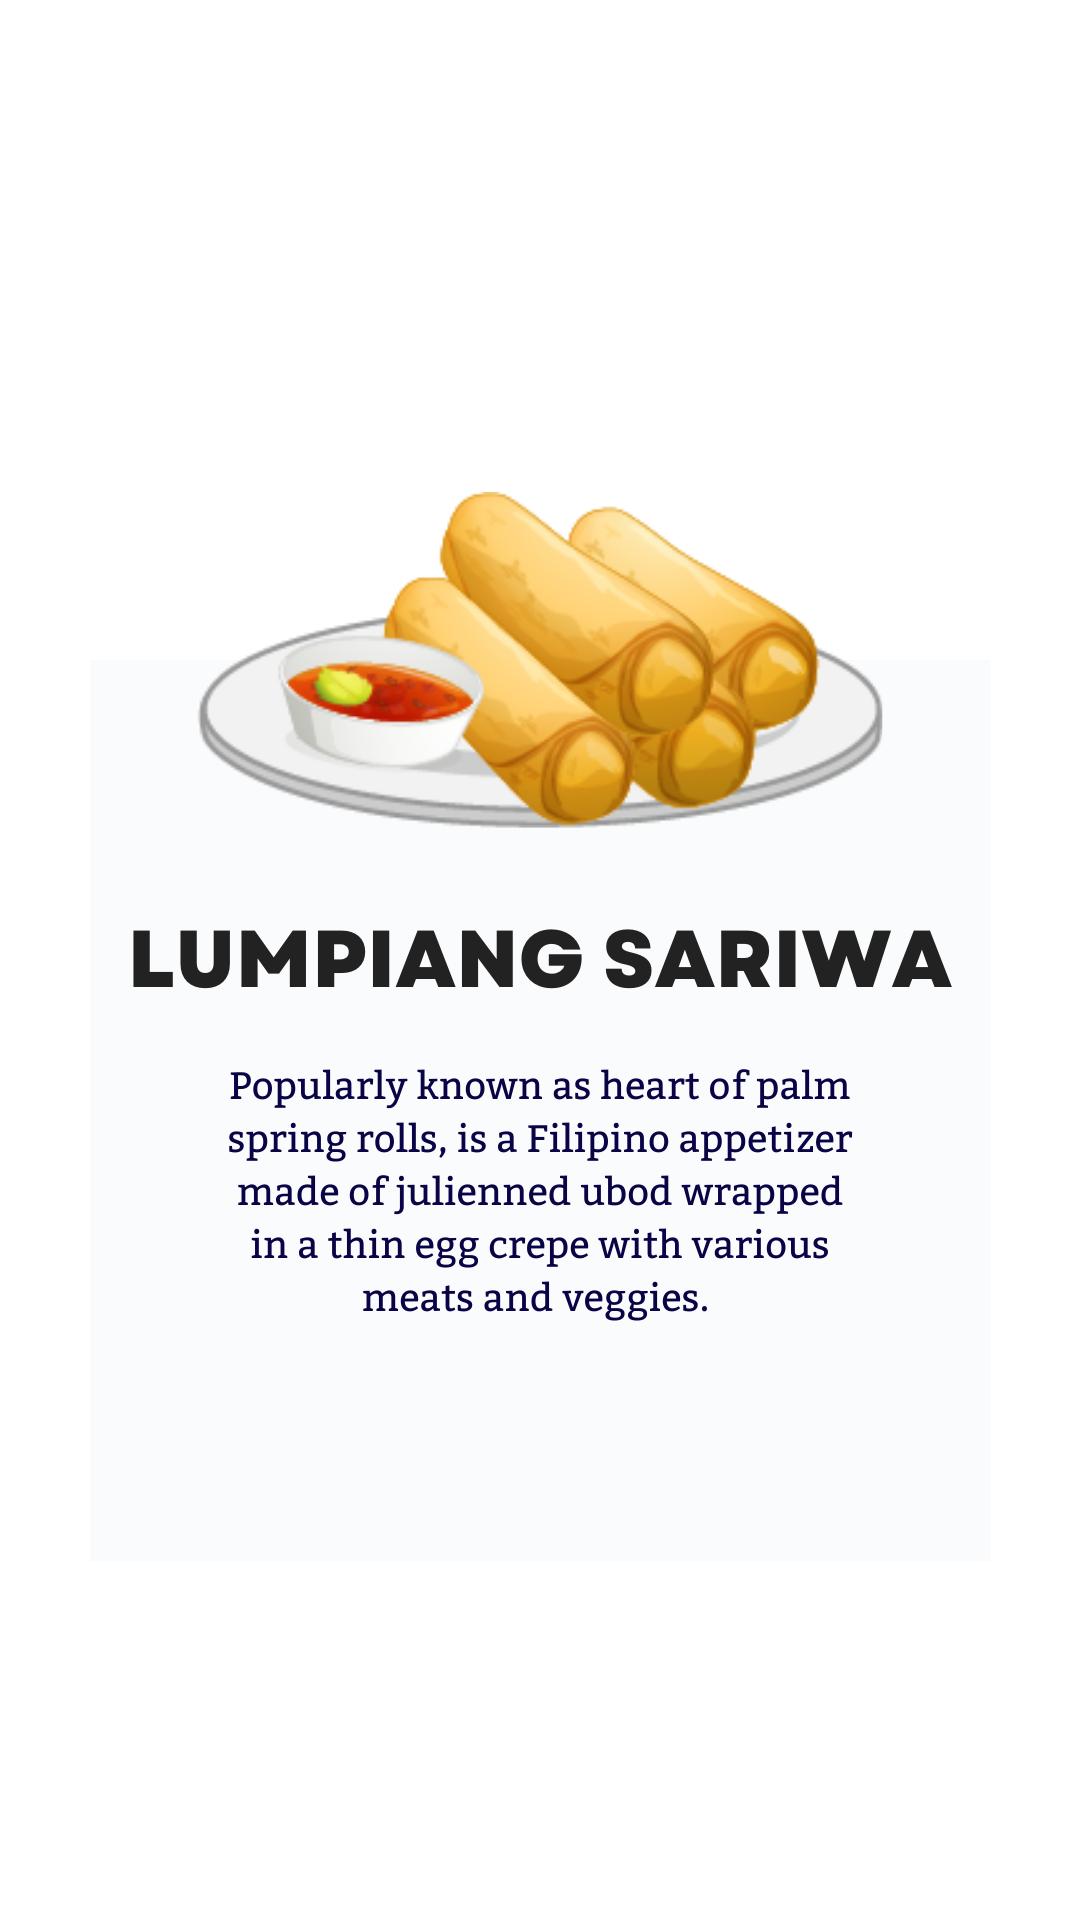 LUMPIANG SARIWA
Popularly known as heart of palm
spring rolls, is a Filipino appetizer
made of julienned ubod wrapped
in a thin egg crepe with various
meats and veggies.